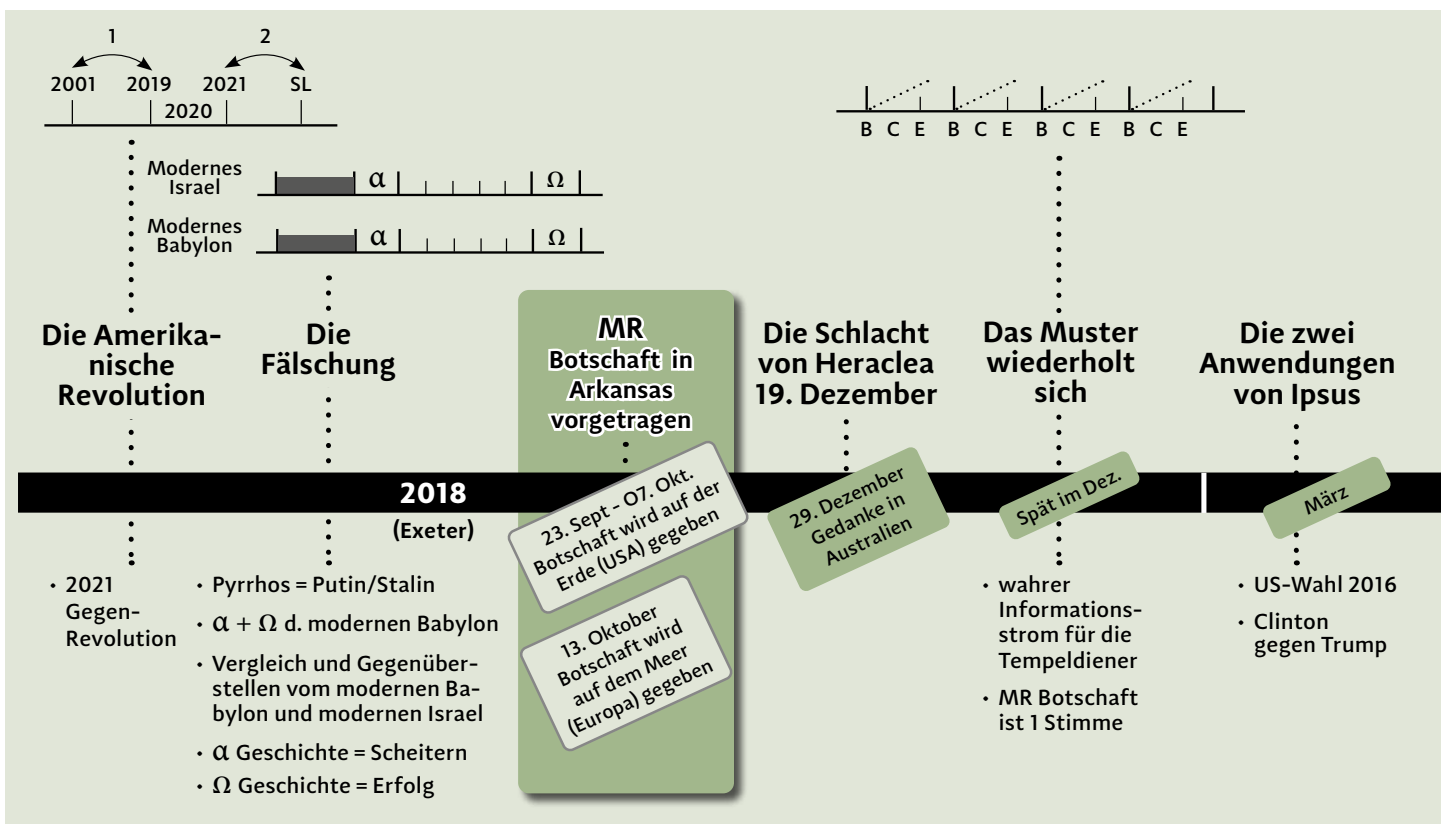 1
2
2001 2019 2021 SL
2020
Modernes
Israel
α Ω
Modernes
Babylon
α Ω
B C E B C E B C E B C E
Die Amerika-
nische
Revolution
Die
Fälschung
MR
Botschaft in
Arkansas
vorgetragen
Die Schlacht
von Heraclea
19. Dezember
Das Muster
wiederholt
sich
Die zwei
Anwendungen
von Ipsus
2018
(Exeter)
23. Sept - 07. Okt.
Botschaft wird auf der
Erde (USA) gegeben
13. Oktober
Botschaft wird
auf dem Meer
(Europa) gegeben
29. Dezember
Gedanke in
Australien
Spät im Dez.
März
• 2021
Gegen-
Revolution
• Pyrrhos = Putin/Stalin
• α + Ω d. modernen Babylon
• Vergleich und Gegenüber-
stellen vom modernen Ba-
bylon und modernen Israel
• α Geschichte = Scheitern
• Ω Geschichte = Erfolg
• wahrer
Informations-
strom für die
Tempeldiener
• MR Botschaft
ist 1 Stimme
• US-Wahl 2016
• Clinton
gegen Trump